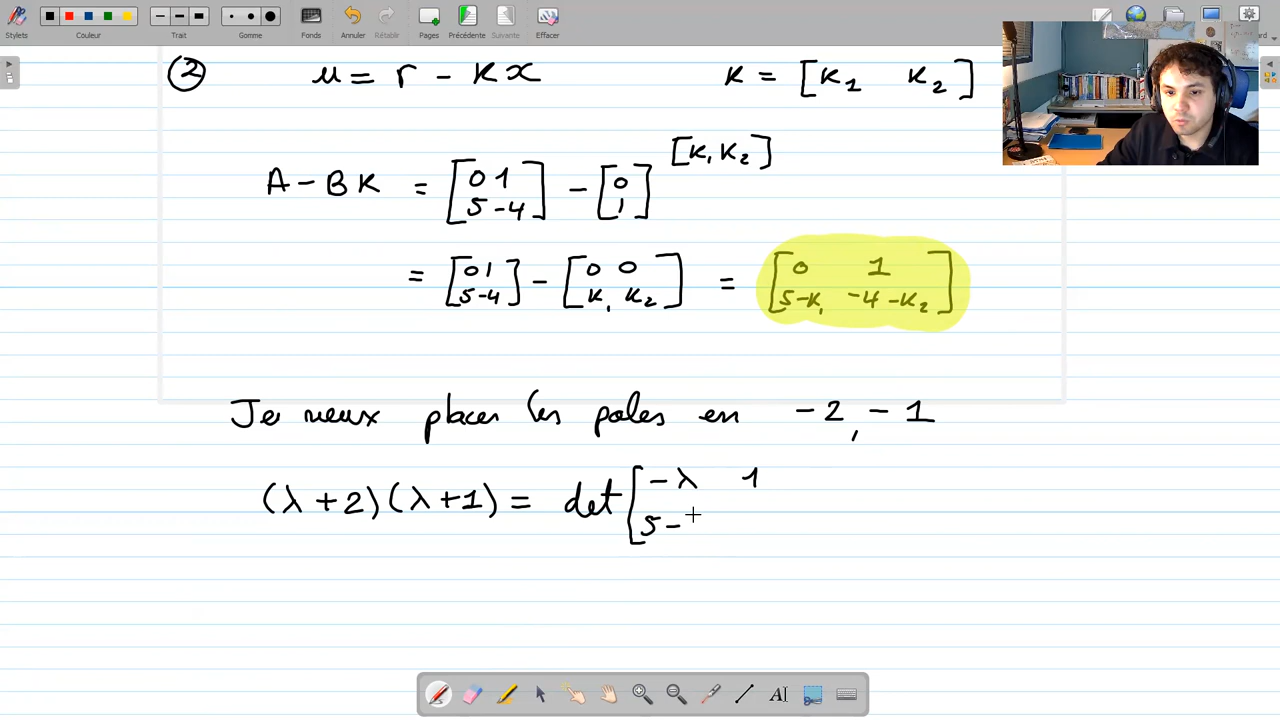 Stylets Couleur Trait Gomme Fonds Annuler Rétablir Pages Précédente Suivante Effacer
② u = r - Kx K = [K1 K2]
[K1 K2]
A - BK = [0 1 5 -4] - [0 1]
= [0 1 5 -4] - [0 0 K1 K2] = [0 1 5-K1 -4-K2]
Je veux placer les poles en -2, -1
(λ+2)(λ+1) = det [-λ 1
5-
AI